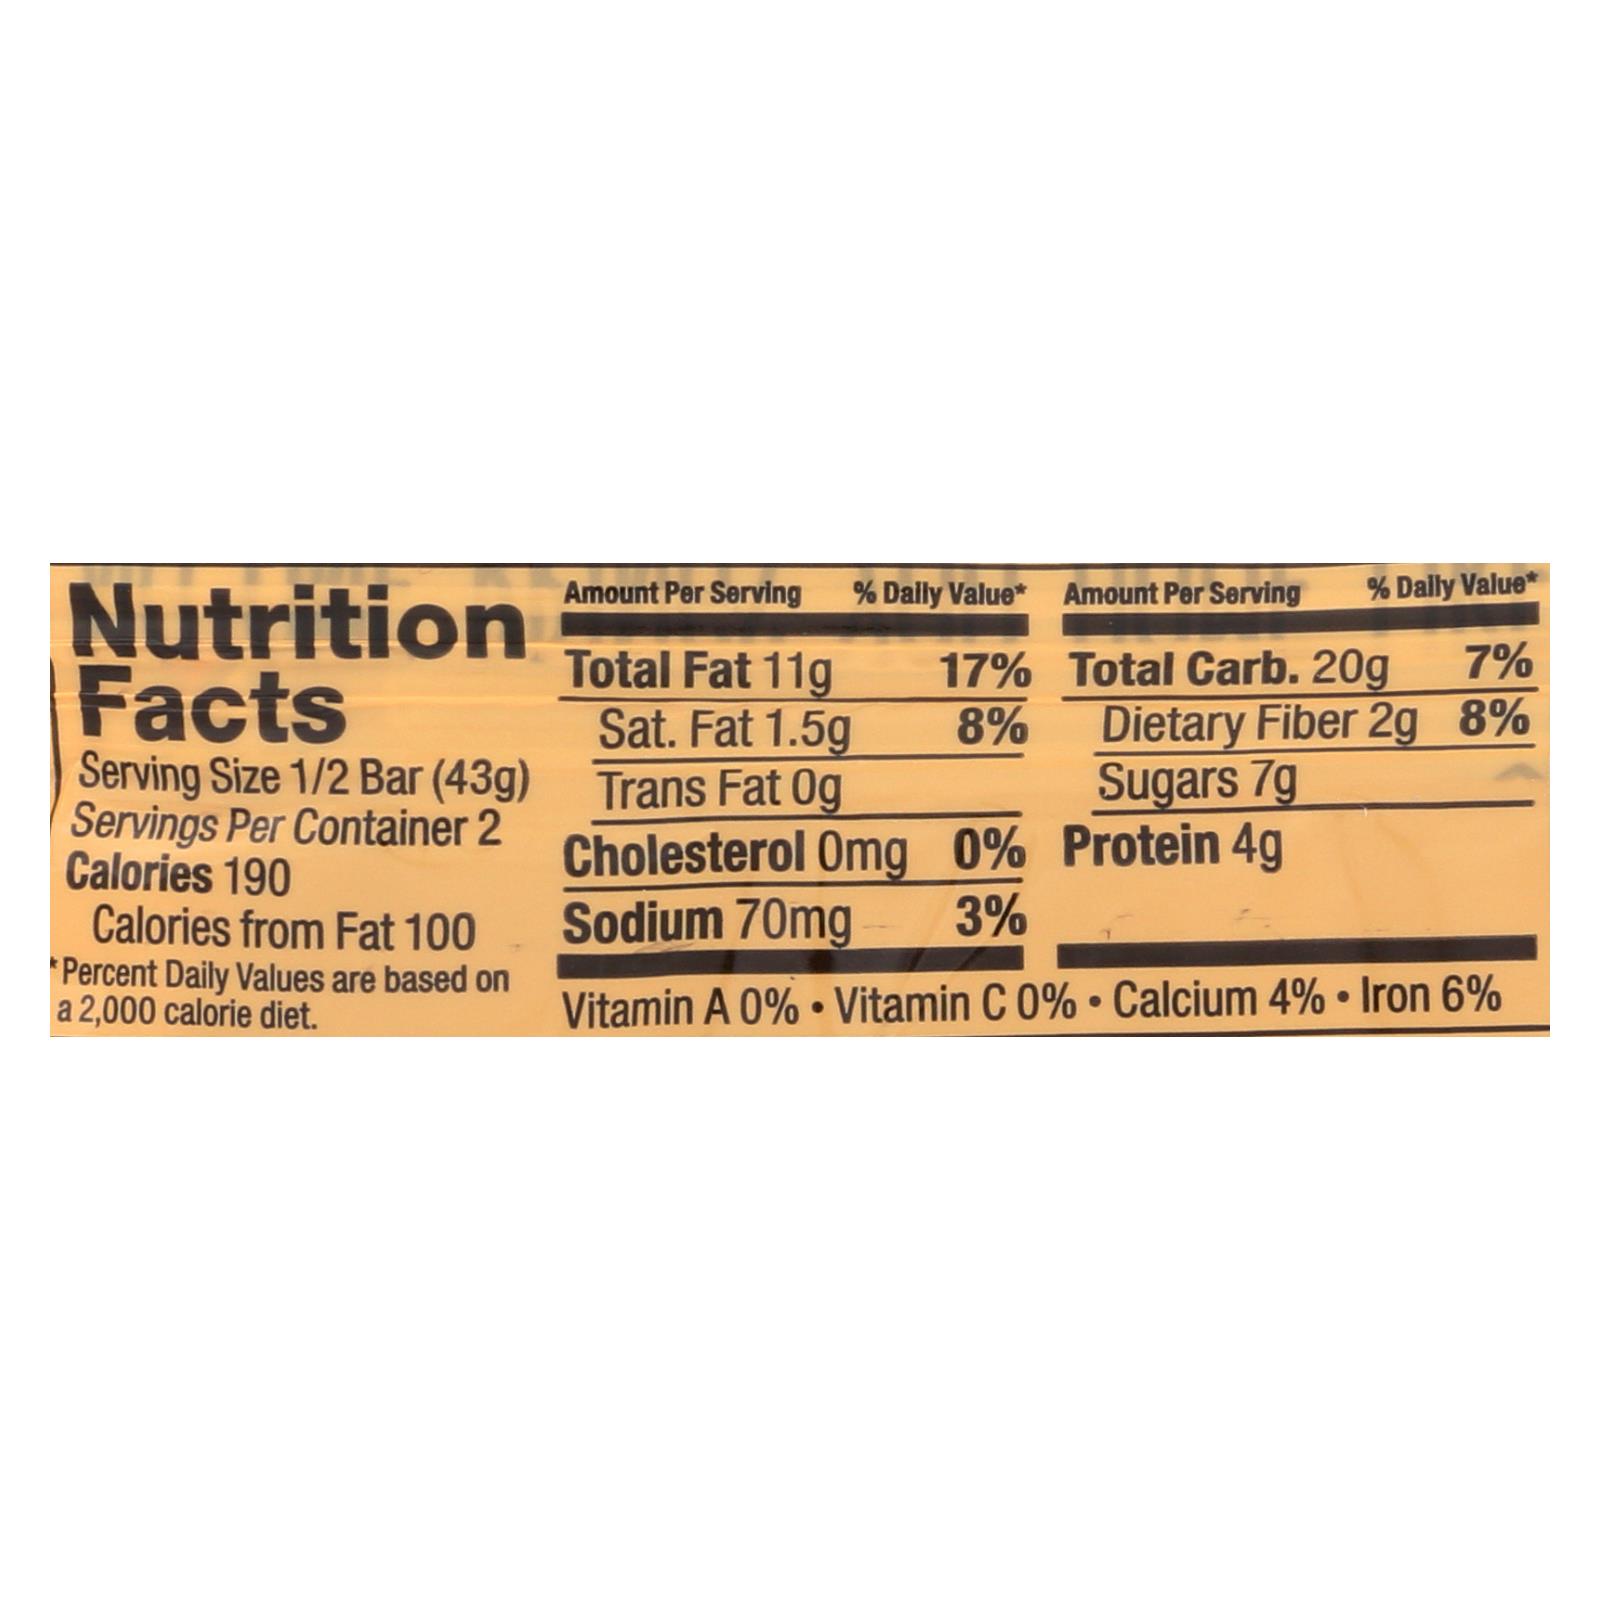 Nutrition
Facts
Serving Size 1/2 Bar (43g)
Servings Per Container 2
Calories 190
Calories from Fat 100
*Percent Daily Values are based on
a 2,000 calorie diet.
Amount Per Serving % Daily Value*
Total Fat 11g 17%
Sat. Fat 1.5g 8%
Trans Fat 0g
Cholesterol 0mg 0%
Sodium 70mg 3%
Amount Per Serving % Daily Value*
Total Carb. 20g 7%
Dietary Fiber 2g 8%
Sugars 7g
Protein 4g
Vitamin A 0% • Vitamin C 0% • Calcium 4% • Iron 6%